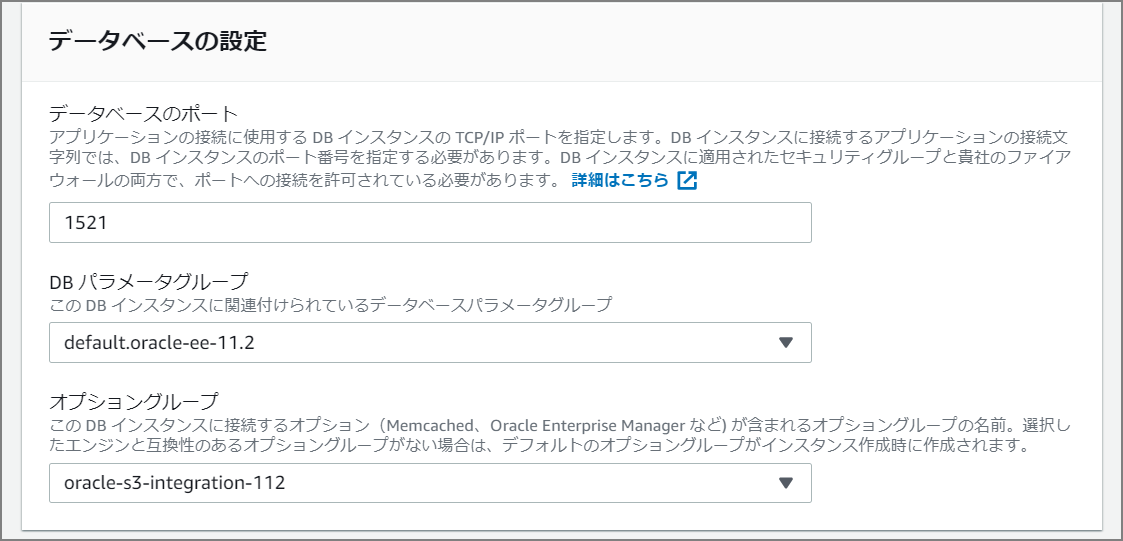 データベースの設定
データベースのポート
アプリケーションの接続に使用する DB インスタンスの TCP/IP ポートを指定します。DB インスタンスに接続するアプリケーションの接続文
字列では、DB インスタンスのポート番号を指定する必要があります。DB インスタンスに適用されたセキュリティグループと貴社のファイア
ウォールの両方で、ポートへの接続を許可されている必要があります。 詳細はこちら
1521
DB パラメータグループ
この DB インスタンスに関連付けられているデータベースパラメータグループ
default.oracle-ee-11.2
オプショングループ
この DB インスタンスに接続するオプション（Memcached、Oracle Enterprise Manager など) が含まれるオプショングループの名前。選択し
たエンジンと互換性のあるオプショングループがない場合は、デフォルトのオプショングループがインスタンス作成時に作成されます。
oracle-s3-integration-112